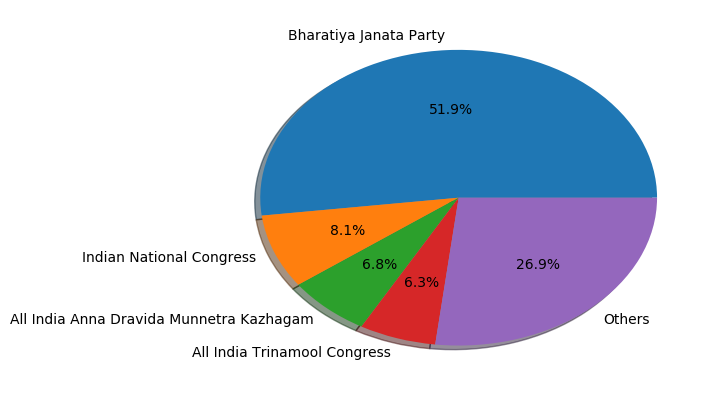 Bharatiya Janata Party
51.9%
8.1%
Indian National Congress
6.8%
26.9%
6.3%
All India Anna Dravida Munnetra Kazhagam
Others
All India Trinamool Congress